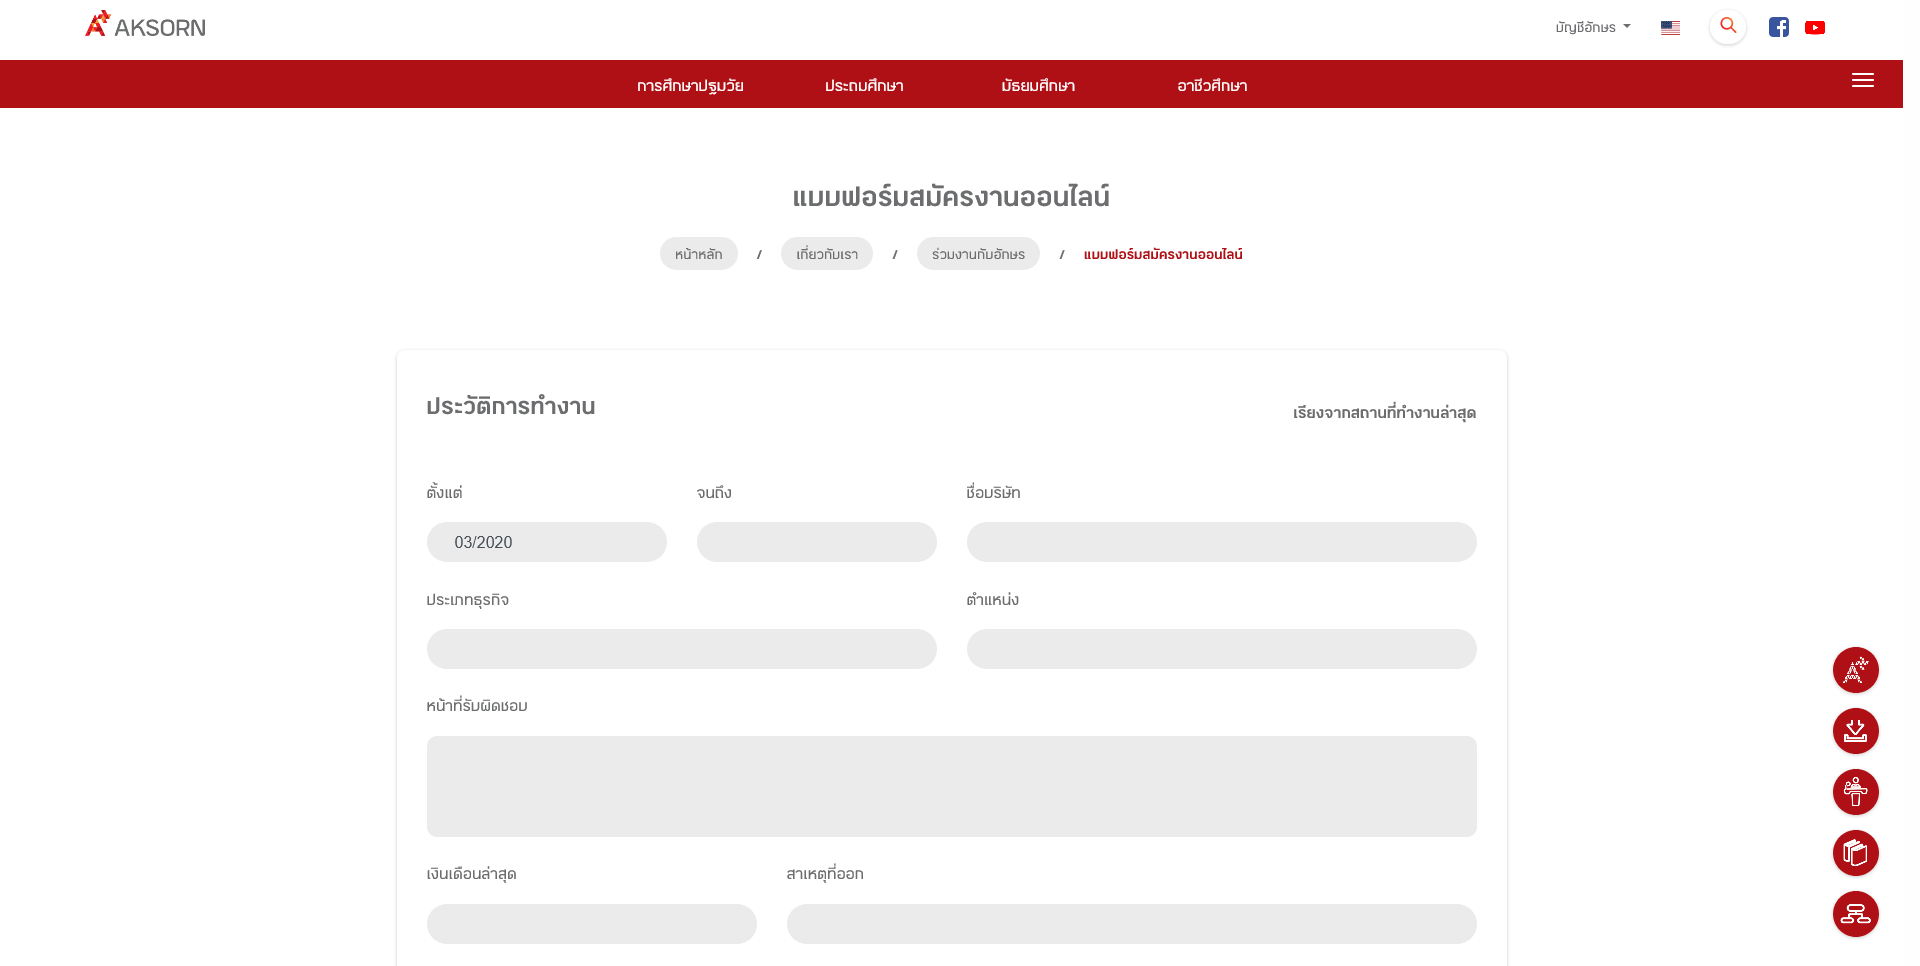 AKSORN
บัญชีอักษร
การศึกษาปฐมวัย
ประถมศึกษา
มัธยมศึกษา
อาชีวศึกษา
แบบฟอร์มสมัครงานออนไลน์
หน้าหลัก / เกี่ยวกับเรา / ร่วมงานกับอักษร / แบบฟอร์มสมัครงานออนไลน์
ประวัติการทำงาน
เรียงจากสถานที่ทำงานล่าสุด
ตั้งแต่
จนถึง
ชื่อบริษัท
03/2020
ประเภทธุรกิจ
ตำแหน่ง
หน้าที่รับผิดชอบ
เงินเดือนล่าสุด
สาเหตุที่ออก